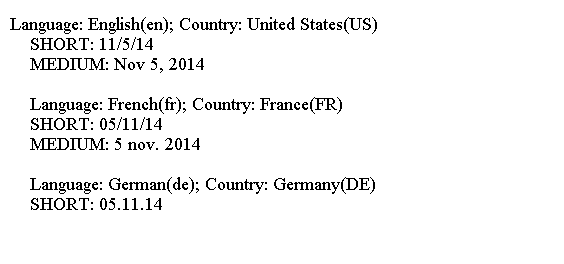 Language: English(en); Country: United States(US)
SHORT: 11/5/14
MEDIUM: Nov 5, 2014
Language: French(fr); Country: France(FR)
SHORT: 05/11/14
MEDIUM: 5 nov. 2014
Language: German(de); Country: Germany(DE)
SHORT: 05.11.14